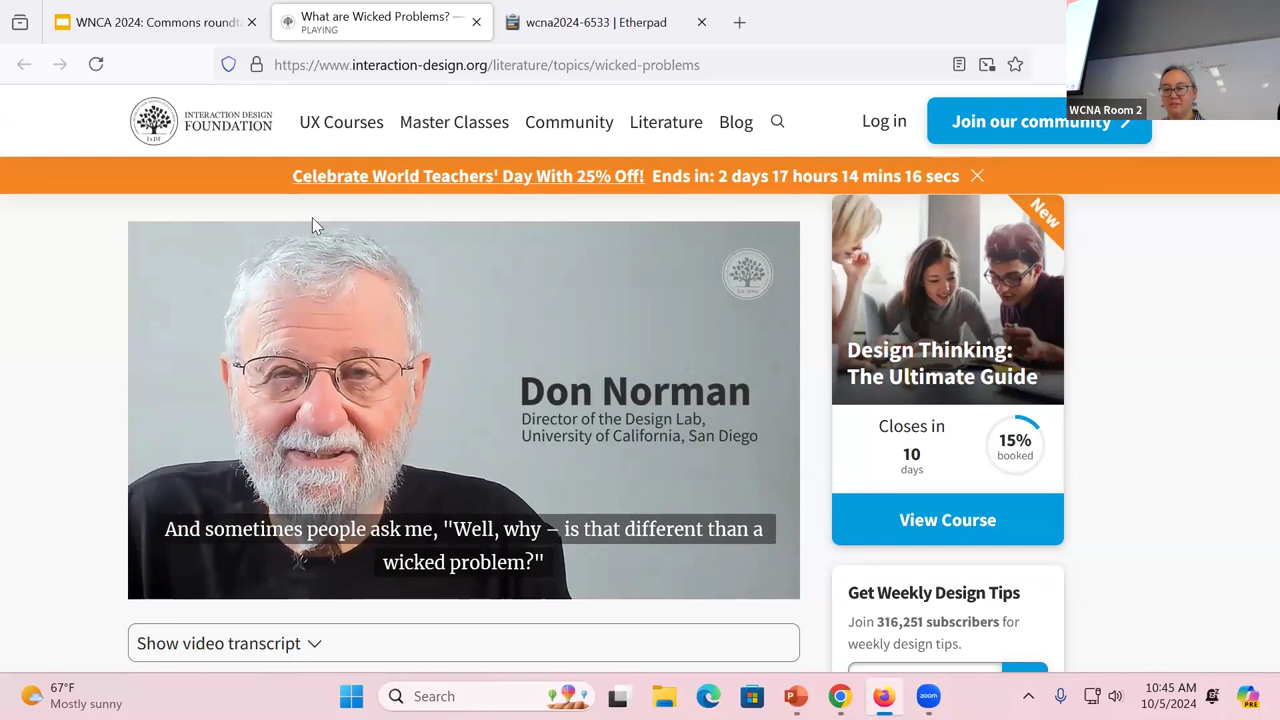 WNCA 2024: Commons roundt
What are Wicked Problems? —
PLAYING
wcna2024-6533 | Etherpad
https://www.interaction-design.org/literature/topics/wicked-problems
WCNA Room 2
INTERACTION DESIGN
FOUNDATION
UX Courses
Master Classes
Community
Literature
Blog
Log in
Join our community
Celebrate World Teachers' Day With 25% Off! Ends in: 2 days 17 hours 14 mins 16 secs
Don Norman
Director of the Design Lab,
University of California, San Diego
And sometimes people ask me, "Well, why – is that different than a
wicked problem?"
Show video transcript
New
Design Thinking:
The Ultimate Guide
Closes in
10
days
15%
booked
View Course
Get Weekly Design Tips
Join 316,251 subscribers for
weekly design tips.
67°F
Mostly sunny
Search
zoom
10:45 AM
10/5/2024
PRE